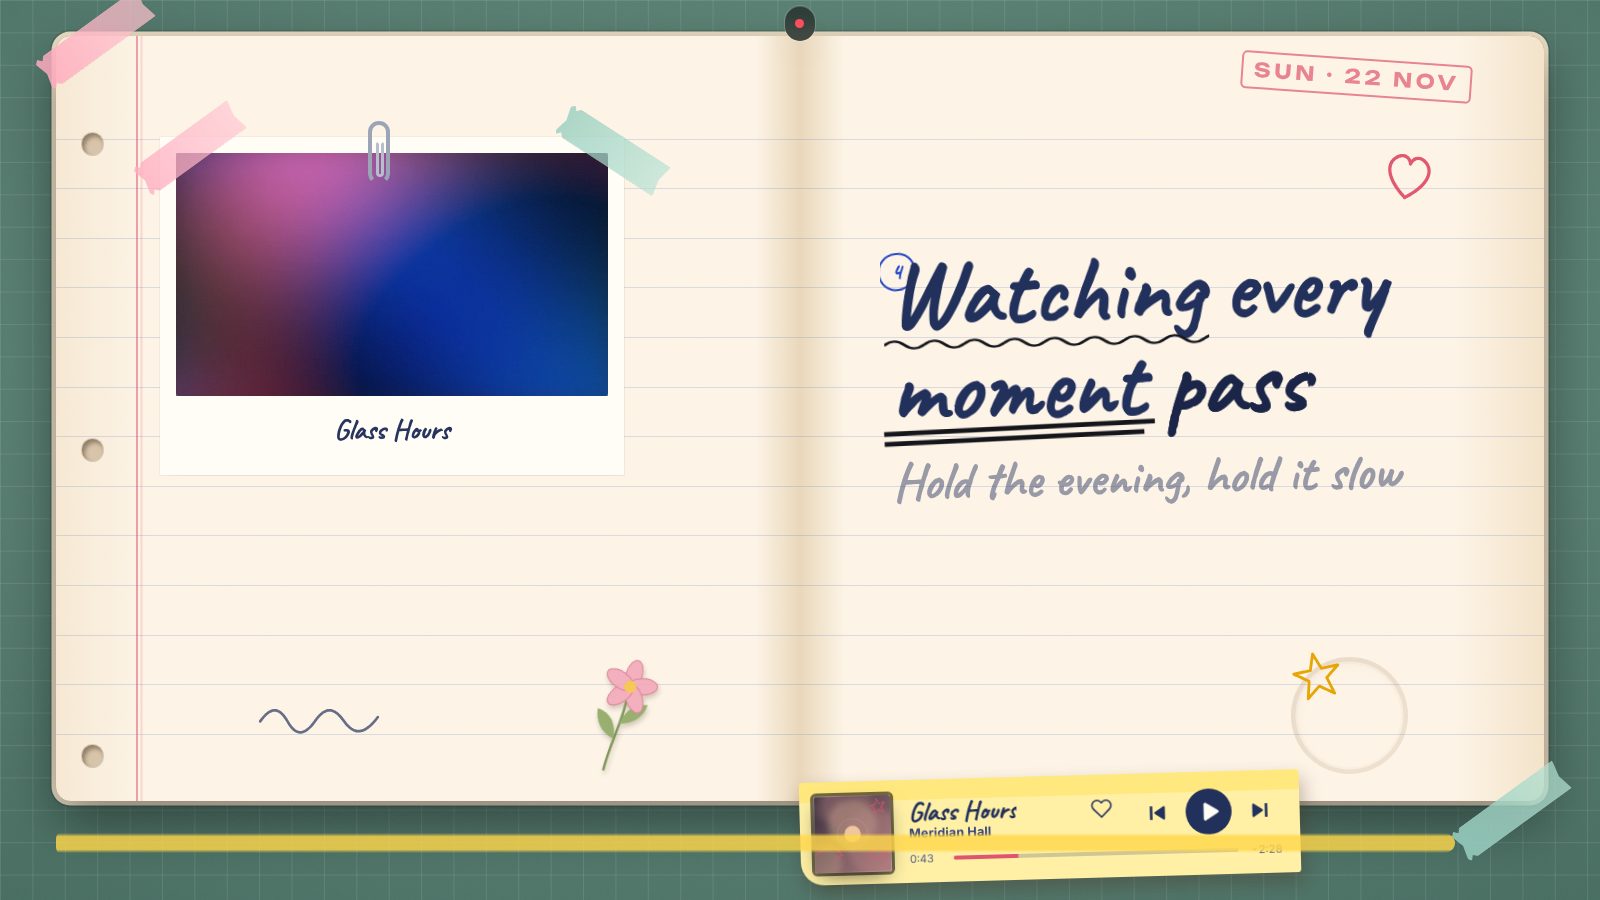 SUN · 22 NOV
Glass Hours
4
Watching every
moment pass
Hold the evening, hold it slow
Glass Hours
Meridian Hall
0:43
-2:28